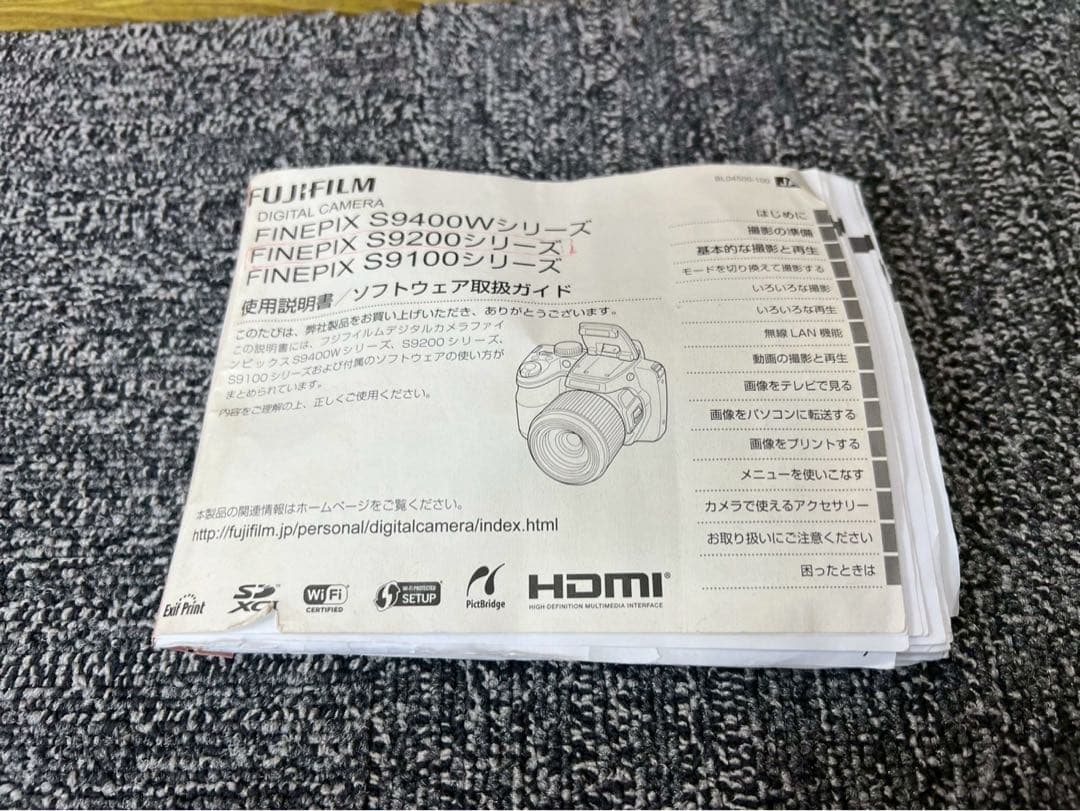 FUJIFILM
DIGITAL CAMERA
FINEPIX S9400Wシリーズ
FINEPIX S9200シリーズ
FINEPIX S9100シリーズ
使用説明書/ソフトウェア取扱ガイド
このたびは、弊社製品をお買い上げいただき、ありがとうございます。
この説明書には、フジフイルムデジタルカメラファイ
ンピックスS9400Wシリーズ、S9200シリーズ、
S9100シリーズおよび付属のソフトウェアの使い方が
まとめられています。
内容をご理解の上、正しくご使用ください。
本製品の関連情報はホームページをご覧ください。
http://fujifilm.jp/personal/digitalcamera/index.html
Exif Print
SD
XC
Wi Fi
CERTIFIED
WI-FI PROTECTED
SETUP
PictBridge
HDMI®
HIGH-DEFINITION MULTIMEDIA INTERFACE
BL04500-100
はじめに
撮影の準備
基本的な撮影と再生
モードを切り換えて撮影する
いろいろな撮影
いろいろな再生
無線LAN機能
動画の撮影と再生
画像をテレビで見る
画像をパソコンに転送する
画像をプリントする
メニューを使いこなす
カメラで使えるアクセサリー
お取り扱いにご注意ください
困ったときは